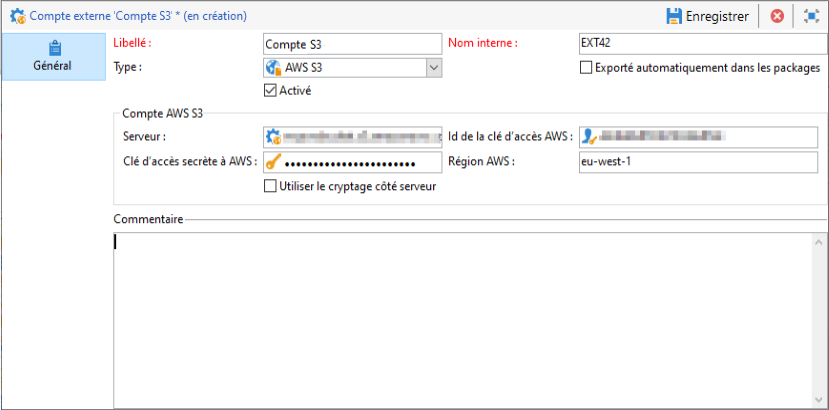 Compte externe 'Compte S3' * (en création)
Enregistrer
Général
Libellé :
Compte S3
Nom interne :
EXT42
Type :
AWS S3
Exporté automatiquement dans les packages
Activé
Compte AWS S3
Serveur :
Id de la clé d'accès AWS :
Clé d'accès secrète à AWS :
••••••••••••••••••••••••
Région AWS :
eu-west-1
Utiliser le cryptage côté serveur
Commentaire